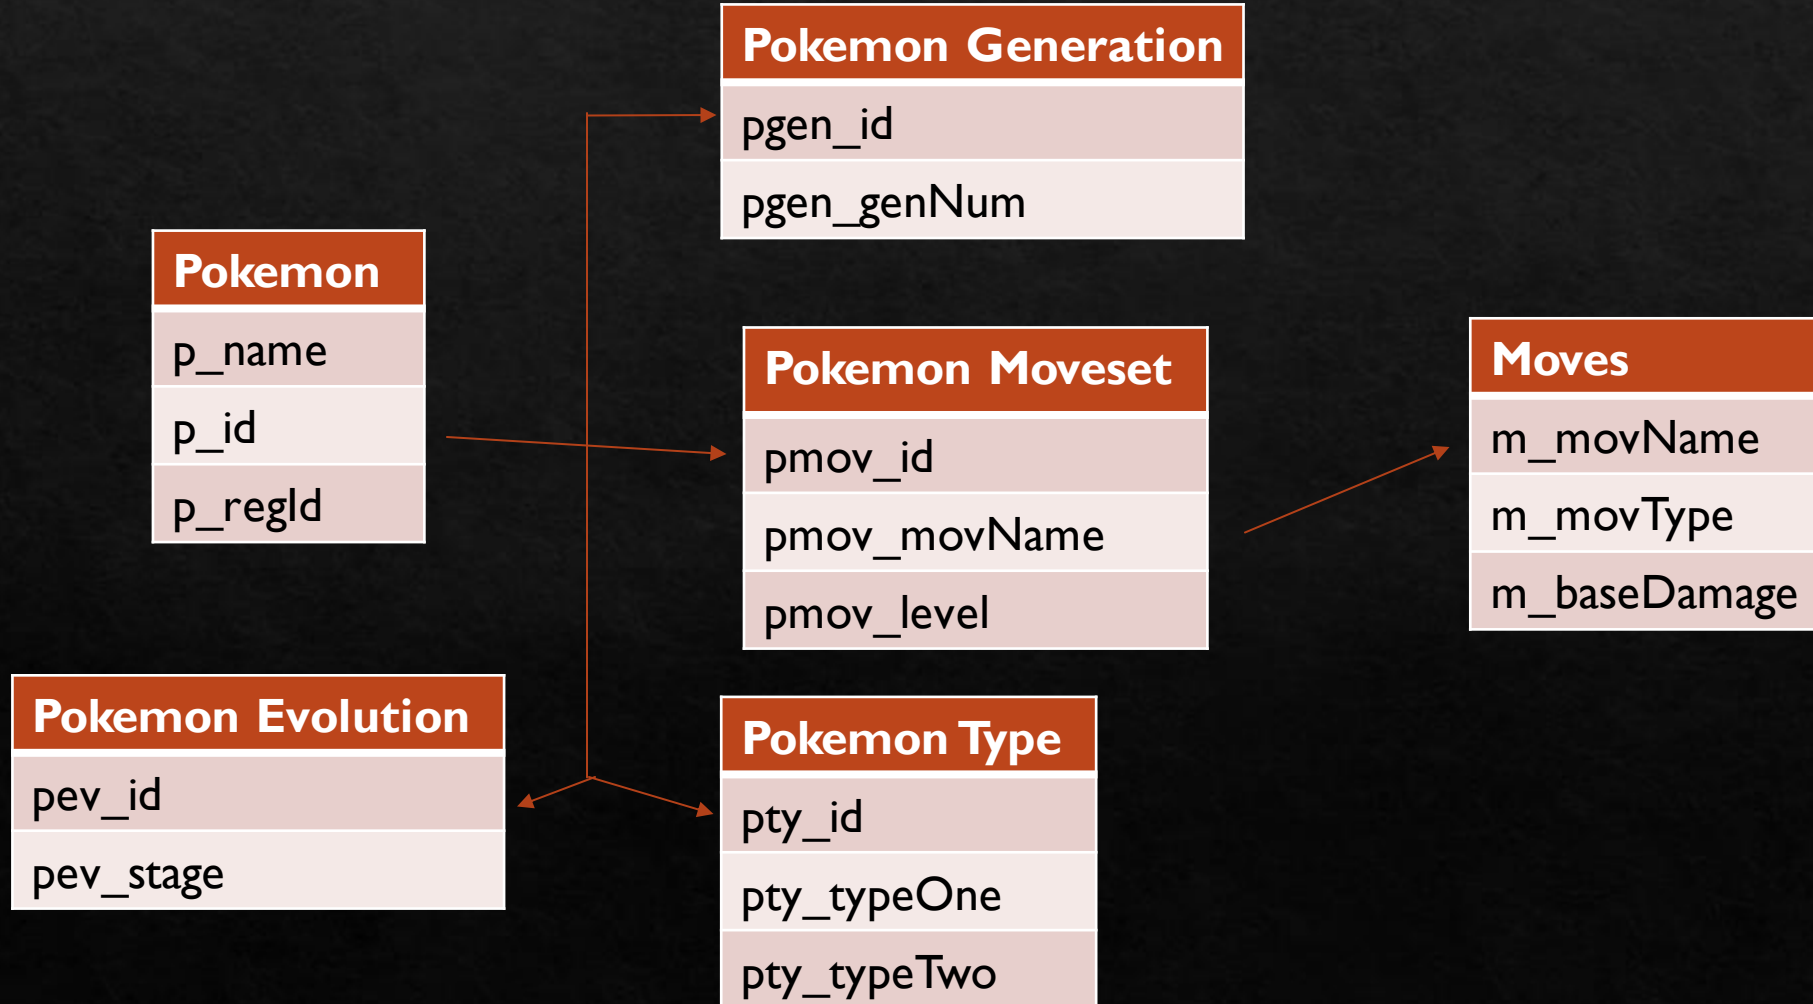 Pokemon Generation
pgen_id
pgen_genNum
Pokemon
p_name
p_id
p_regId
Pokemon Moveset
pmov_id
pmov_movName
pmov_level
Moves
m_movName
m_movType
m_baseDamage
Pokemon Evolution
pev_id
pev_stage
Pokemon Type
pty_id
pty_typeOne
pty_typeTwo